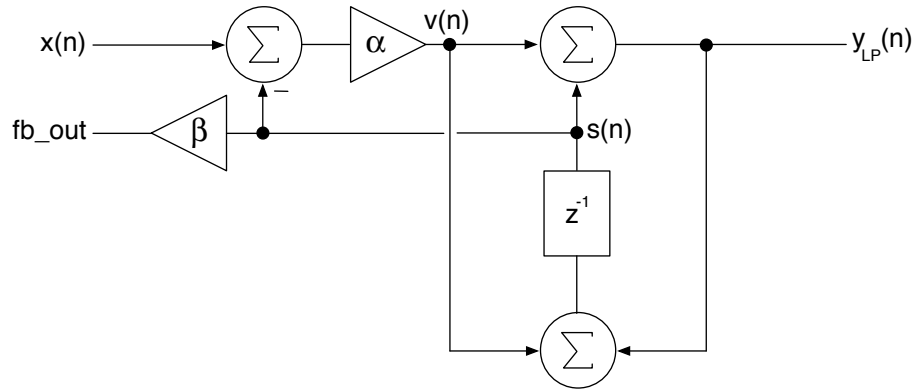 x(n)
Σ
α
v(n)
Σ
y_LP(n)
−
fb_out
β
s(n)
z^-1
Σ